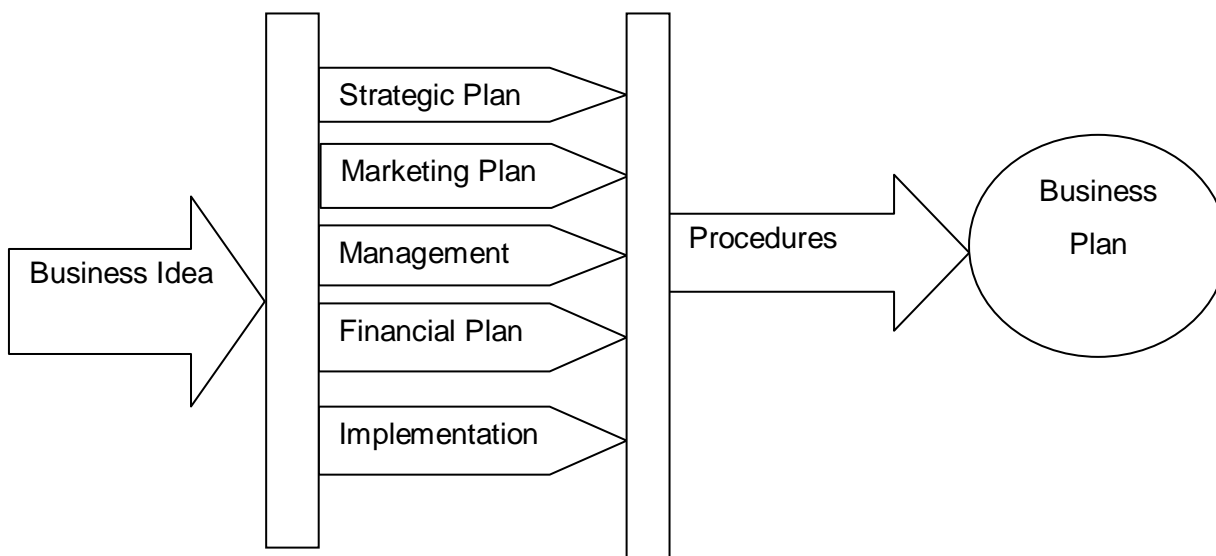 Business Idea
Strategic Plan
Marketing Plan
Management
Financial Plan
Implementation
Procedures
Business
Plan